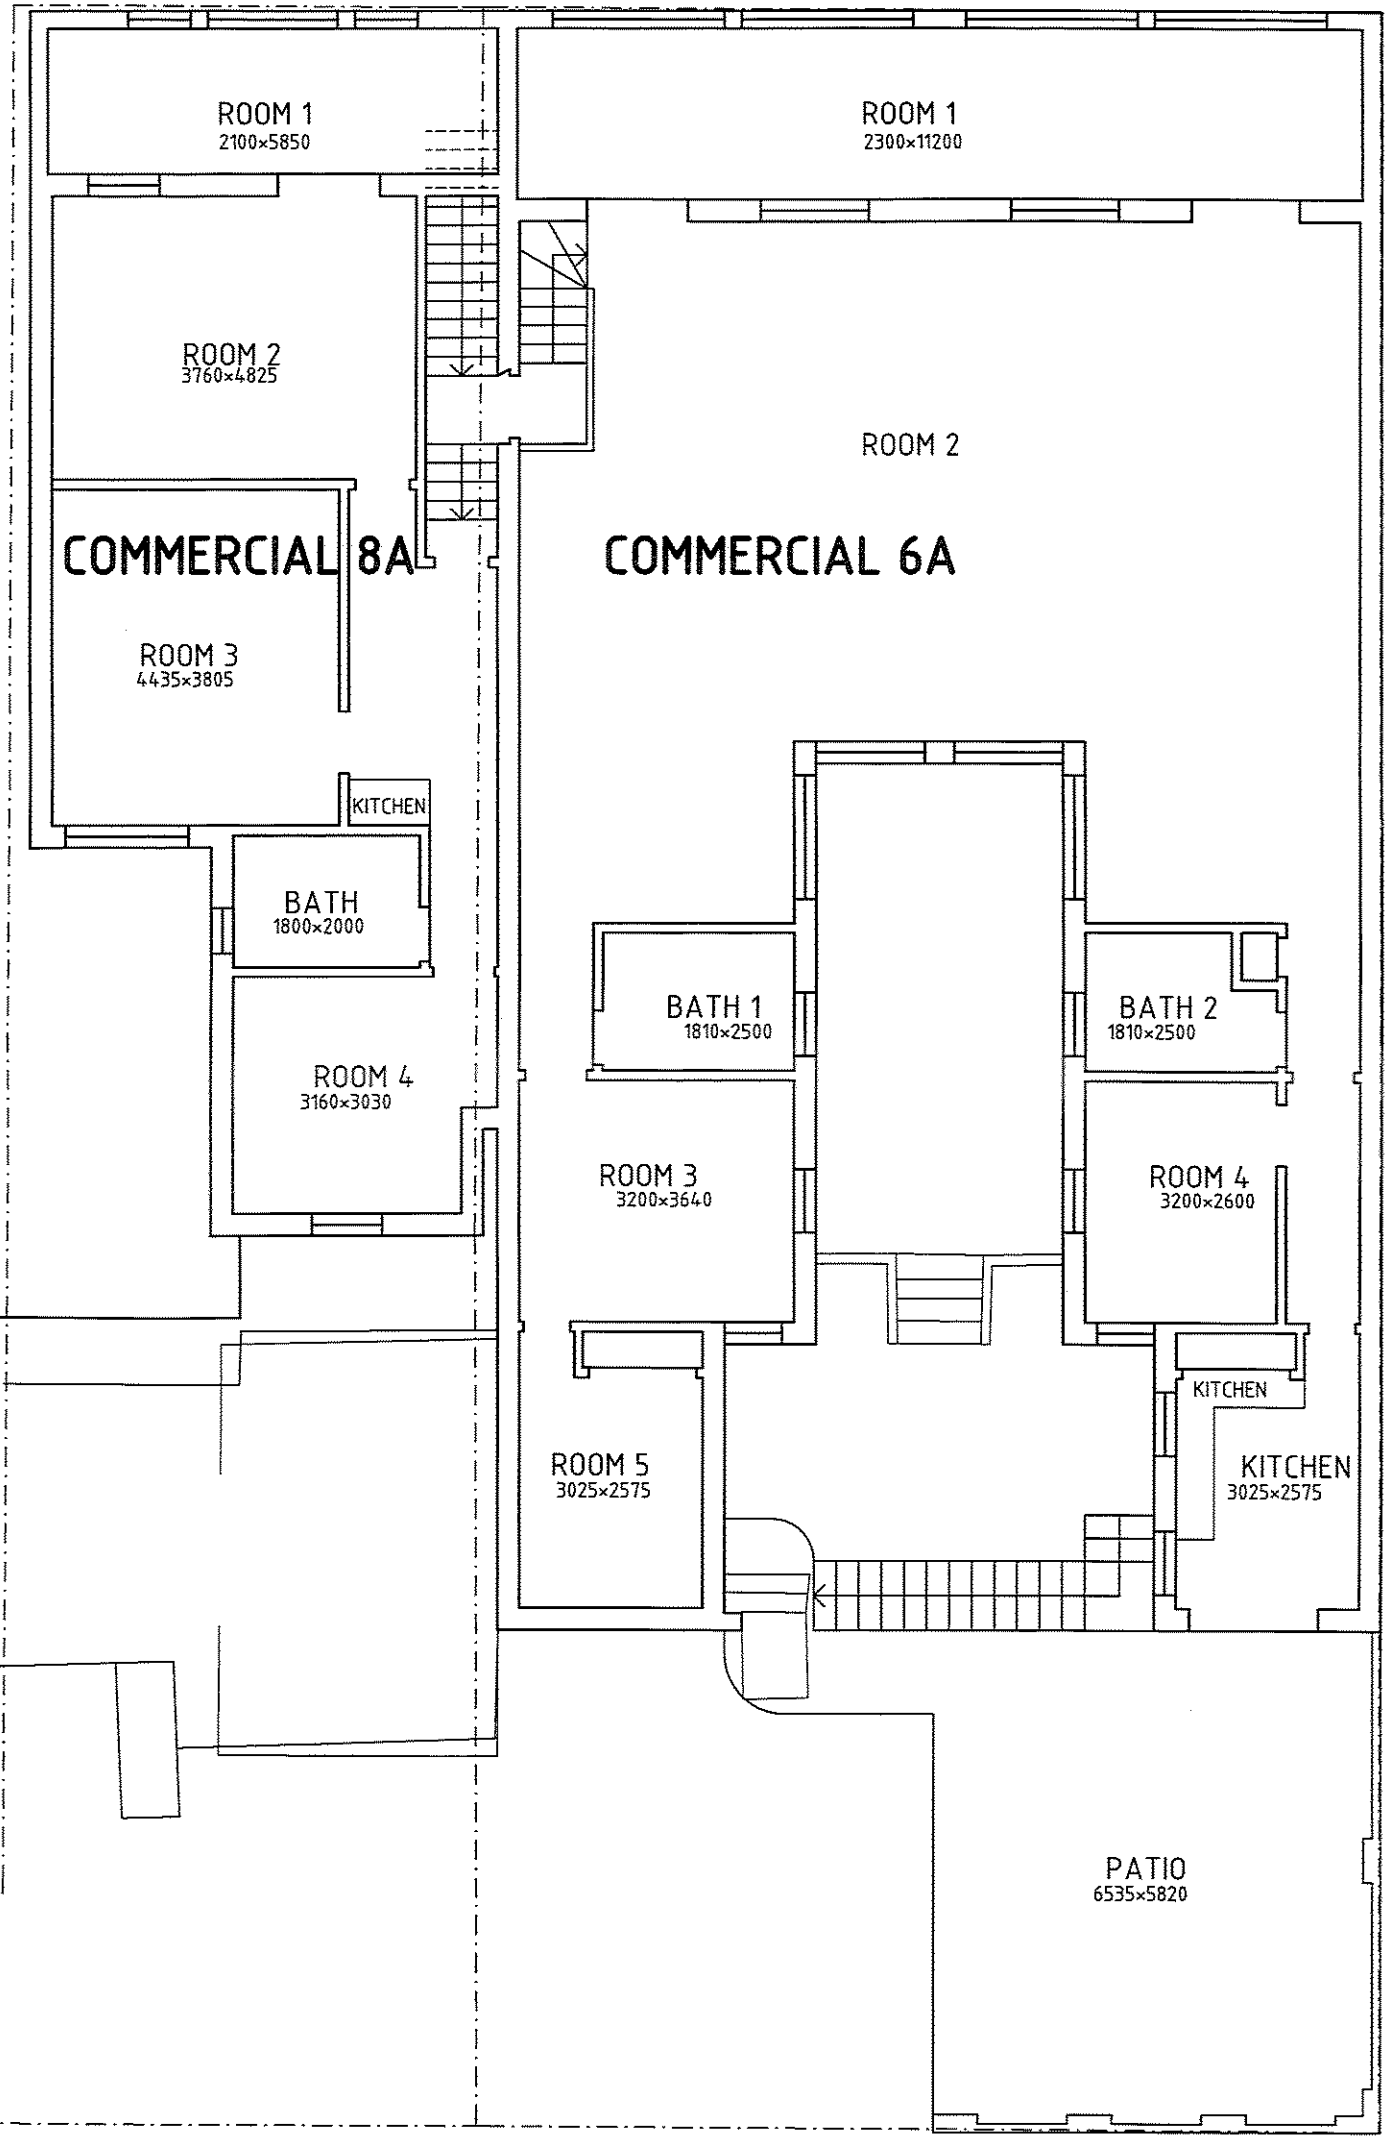 ROOM 1
2100×5850
ROOM 1
2300×11200
ROOM 2
3760×4825
ROOM 2
COMMERCIAL 8A
COMMERCIAL 6A
ROOM 3
4435×3805
KITCHEN
BATH
1800×2000
BATH 1
1810×2500
BATH 2
1810×2500
ROOM 4
3160×3030
ROOM 3
3200×3640
ROOM 4
3200×2600
KITCHEN
ROOM 5
3025×2575
KITCHEN
3025×2575
PATIO
6535×5820